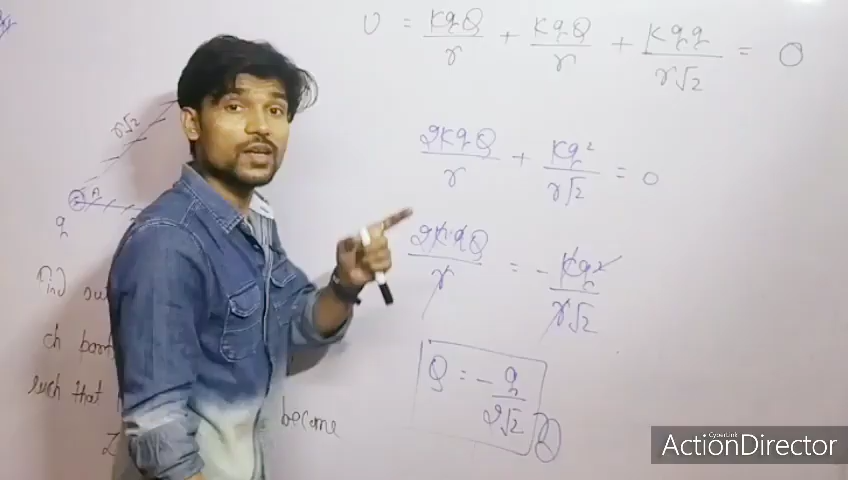 U = KqQ/r + KqQ/r + Kqq/r√2 = 0
r√2
2KqQ/r + Kq²/r√2 = 0
A
q
2KqQ/r = - Kq²/r√2
find out
ch
such that become
Q = - q/2√2
CyberLink
ActionDirector